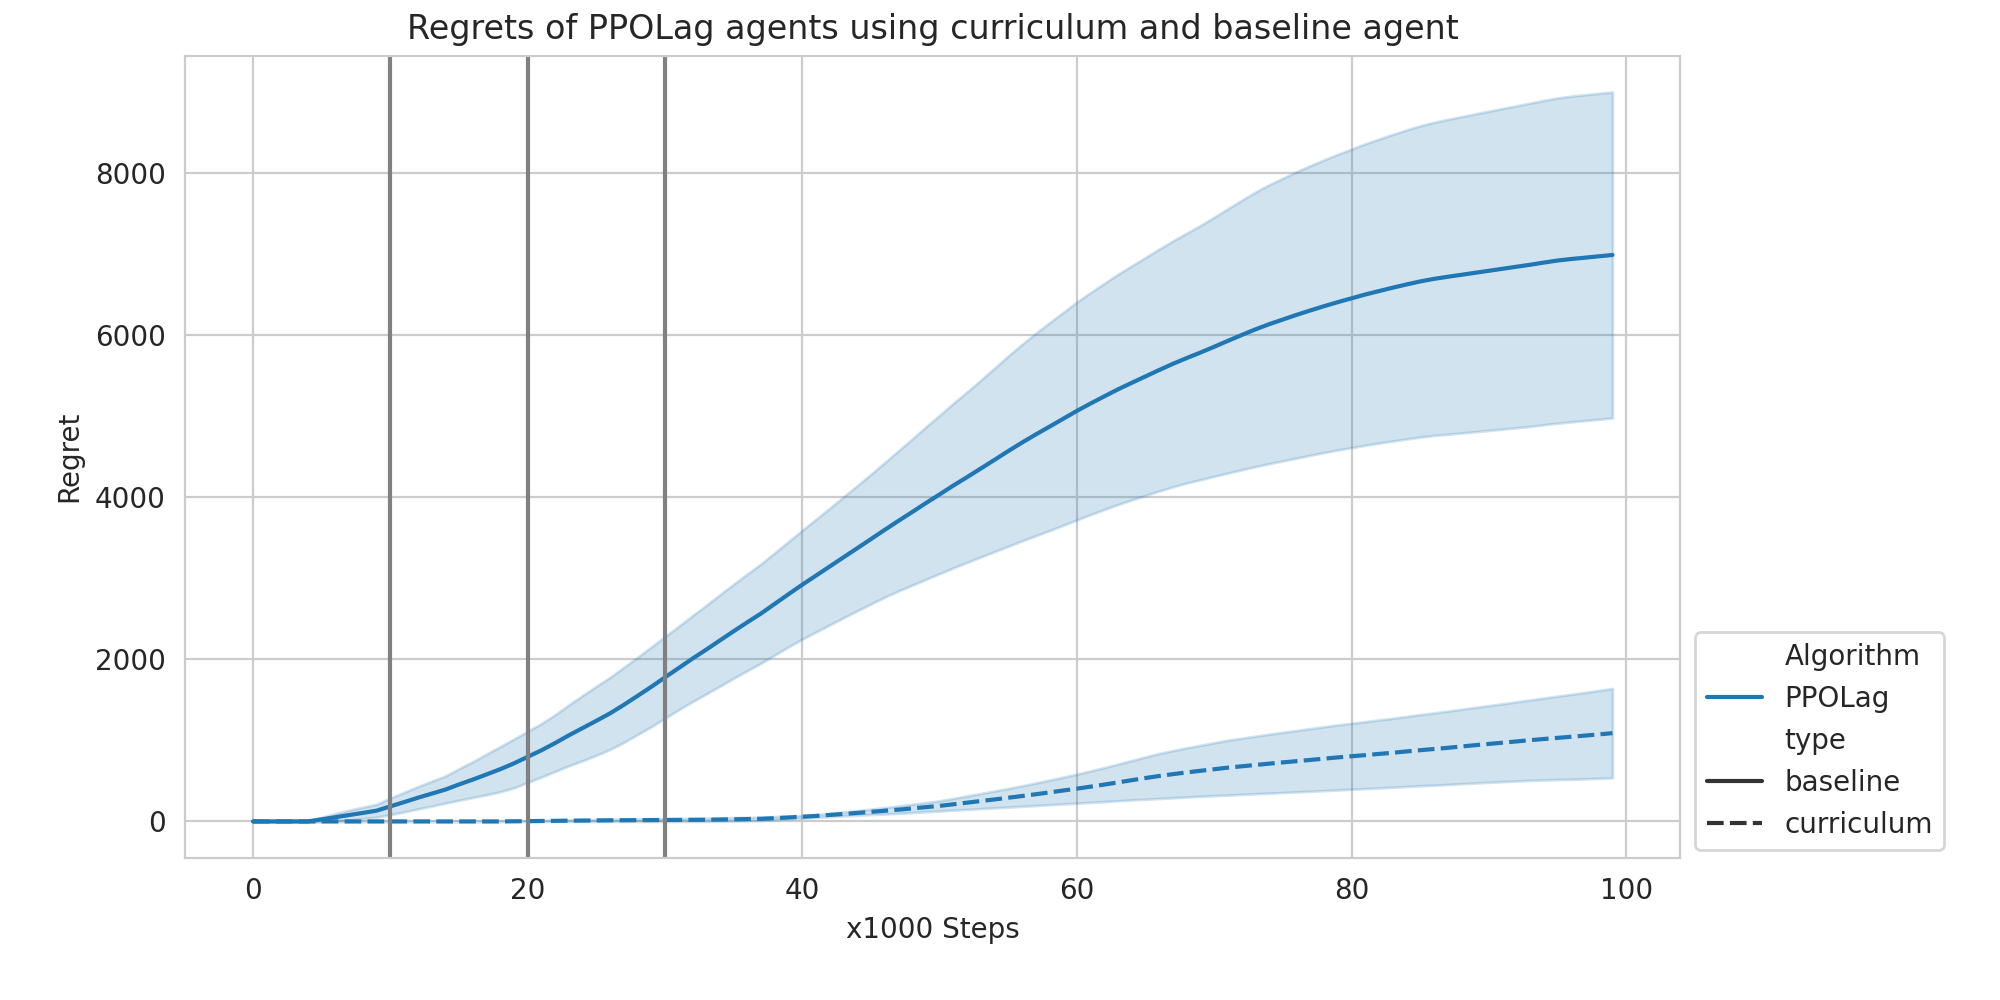 Regrets of PPOLag agents using curriculum and baseline agent
8000
6000
4000
2000
0
Regret
0 20 40 60 80 100
x1000 Steps
Algorithm
PPOLag
type
baseline
curriculum